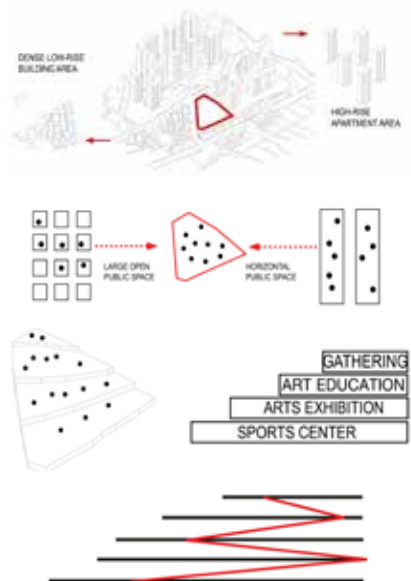 DENSE LOW-RISE
BUILDING AREA
HIGH-RISE
APARTMENT AREA
LARGE OPEN
PUBLIC SPACE
HORIZONTAL
PUBLIC SPACE
GATHERING
ART EDUCATION
ARTS EXHIBITION
SPORTS CENTER